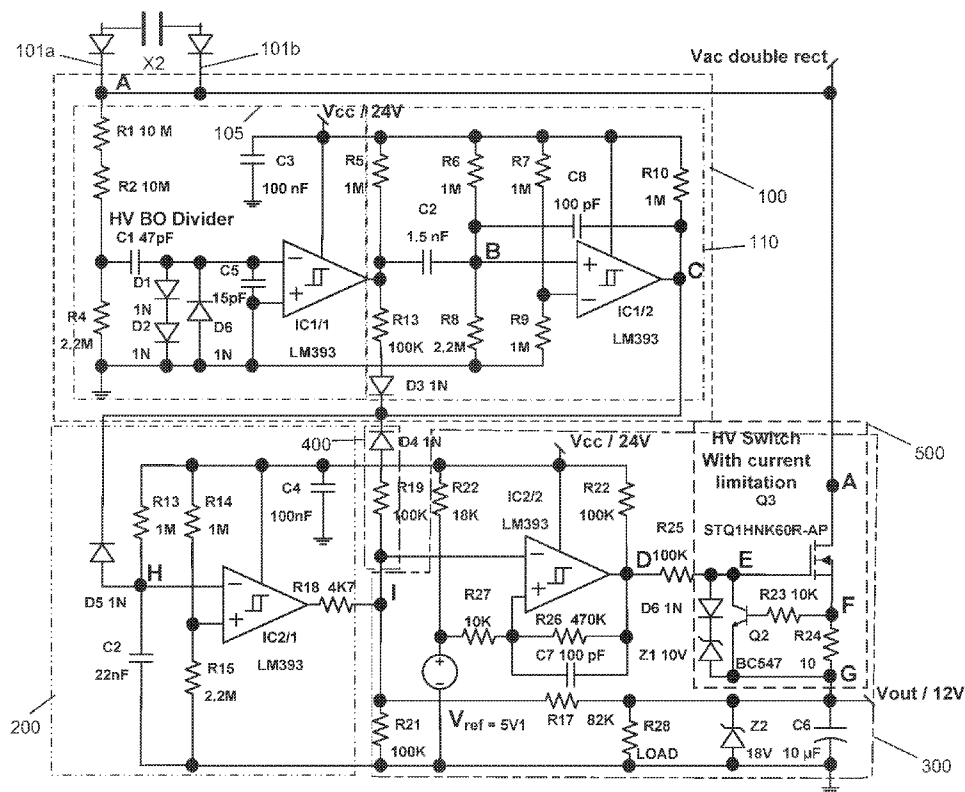 101a
X2
101b
A
Vac double rect
R1 10 M
105
Vcc / 24V
C3
100 nF
R5
1M
R6
1M
R7
1M
C8
100 pF
R10
1M
100
R2 10M
HV BO Divider
C1 47pF
C2
1.5 nF
B
110
C
D1
1N
C5
15pF
IC1/1
LM393
IC1/2
LM393
R4
2,2M
D2
1N
D6
1N
R13
100K
R8
2,2M
R9
1M
D3 1N
400
D4 1N
Vcc / 24V
HV Switch
With current
limitation
Q3
500
A
R13
1M
R14
1M
C4
100nF
R19
100K
R22
18K
IC2/2
LM393
R22
100K
STQ1HNK60R-AP
R25
100K
D
E
H
D5 1N
R18 4K7
I
IC2/1
LM393
R27
10K
R26 470K
C7 100 pF
D6 1N
R23 10K
F
Q2
R24
10
Z1 10V
BC547
G
C2
22nF
R15
2,2M
Vout / 12V
200
R21
100K
Vref = 5V1
R17 82K
R28
LOAD
Z2
18V
C6
10 µF
300